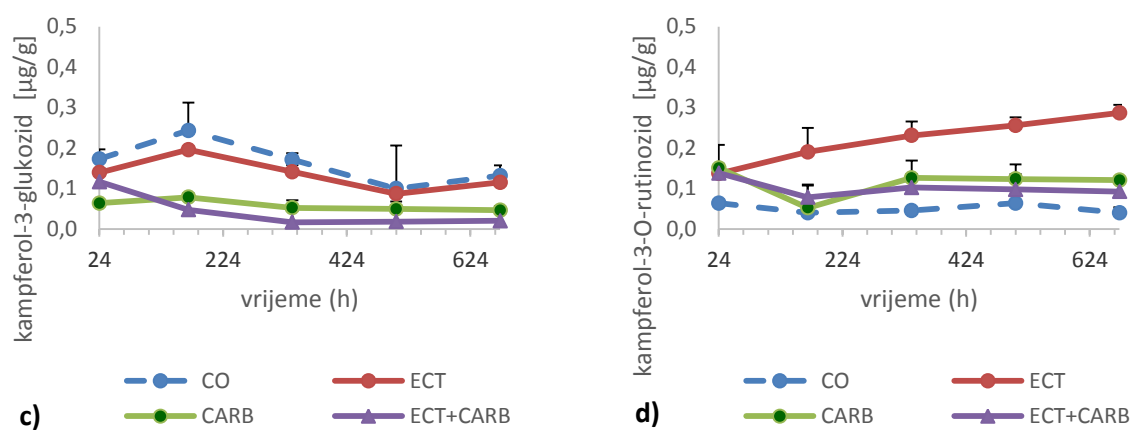 kampferol-3-glukozid [µg/g]
0,5
0,4
0,3
0,2
0,1
0,0
24 224 424 624
vrijeme (h)
CO ECT
CARB ECT+CARB
c)
kampferol-3-O-rutinozid [µg/g]
0,5
0,4
0,3
0,2
0,1
0,0
24 224 424 624
vrijeme (h)
CO ECT
CARB ECT+CARB
d)